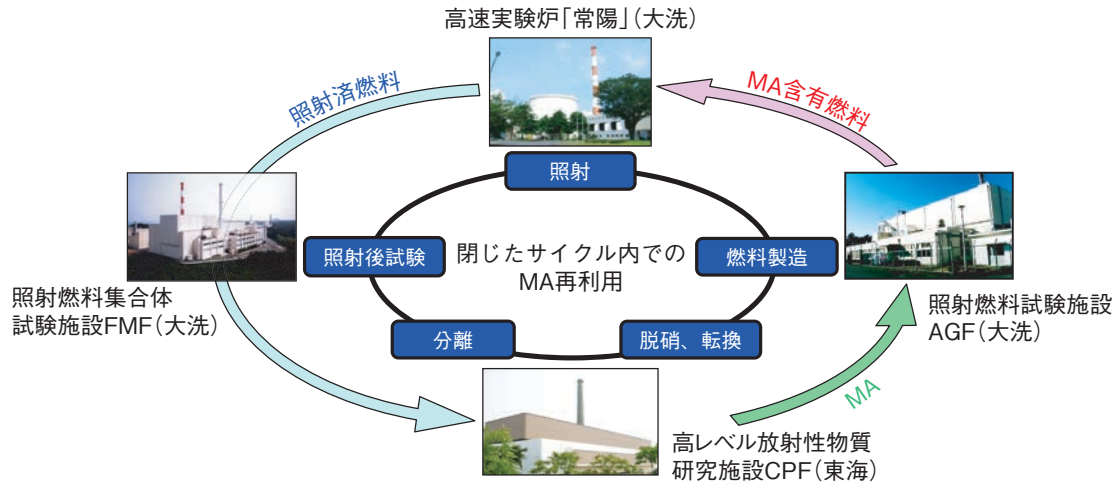 高速実験炉「常陽」(大洗)
照射済燃料
MA含有燃料
照射
照射後試験
閉じたサイクル内での
MA再利用
燃料製造
照射燃料集合体
試験施設FMF(大洗)
照射燃料試験施設
AGF(大洗)
分離
脱硝、転換
MA
高レベル放射性物質
研究施設CPF(東海)